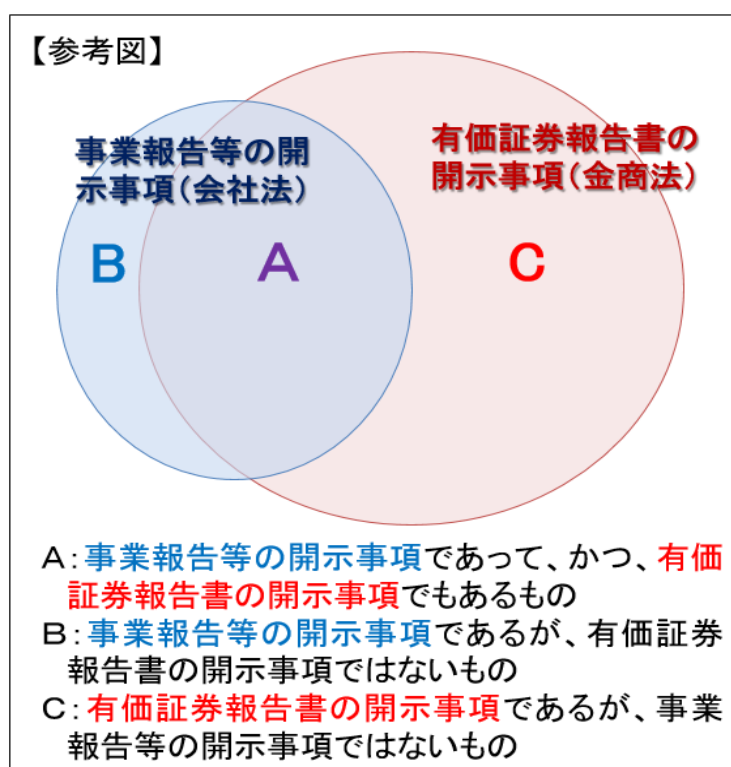 【参考図】
事業報告等の開
示事項(会社法)
有価証券報告書の
開示事項(金商法)
B
A
C
A:事業報告等の開示事項であって、かつ、有価
証券報告書の開示事項でもあるもの
B:事業報告等の開示事項であるが、有価証券
報告書の開示事項ではないもの
C:有価証券報告書の開示事項であるが、事業
報告等の開示事項ではないもの